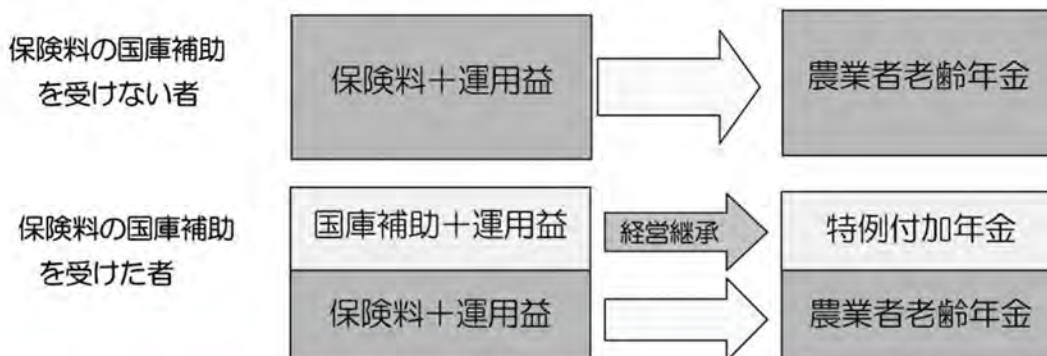 保険料の国庫補助
を受けない者
保険料＋運用益
農業者老齢年金
保険料の国庫補助
を受けた者
国庫補助＋運用益
経営継承
特例付加年金
保険料＋運用益
農業者老齢年金